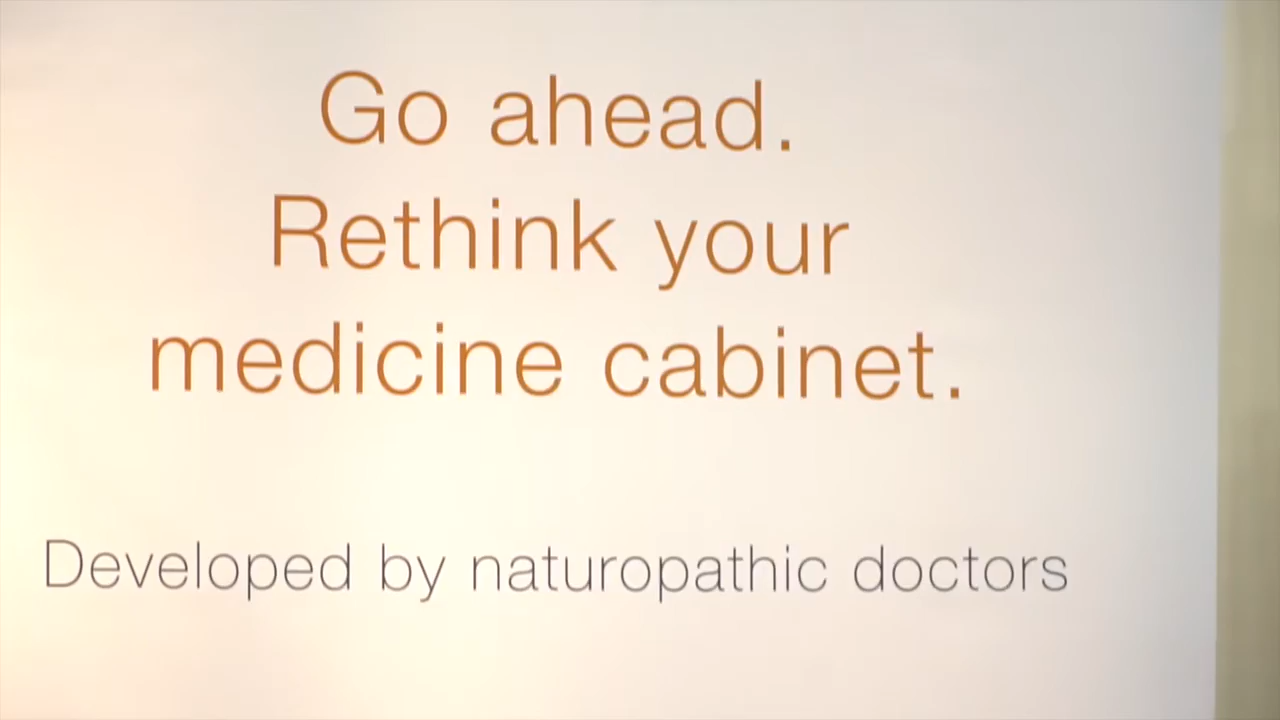 Go ahead.
Rethink your
medicine cabinet.
Developed by naturopathic doctors